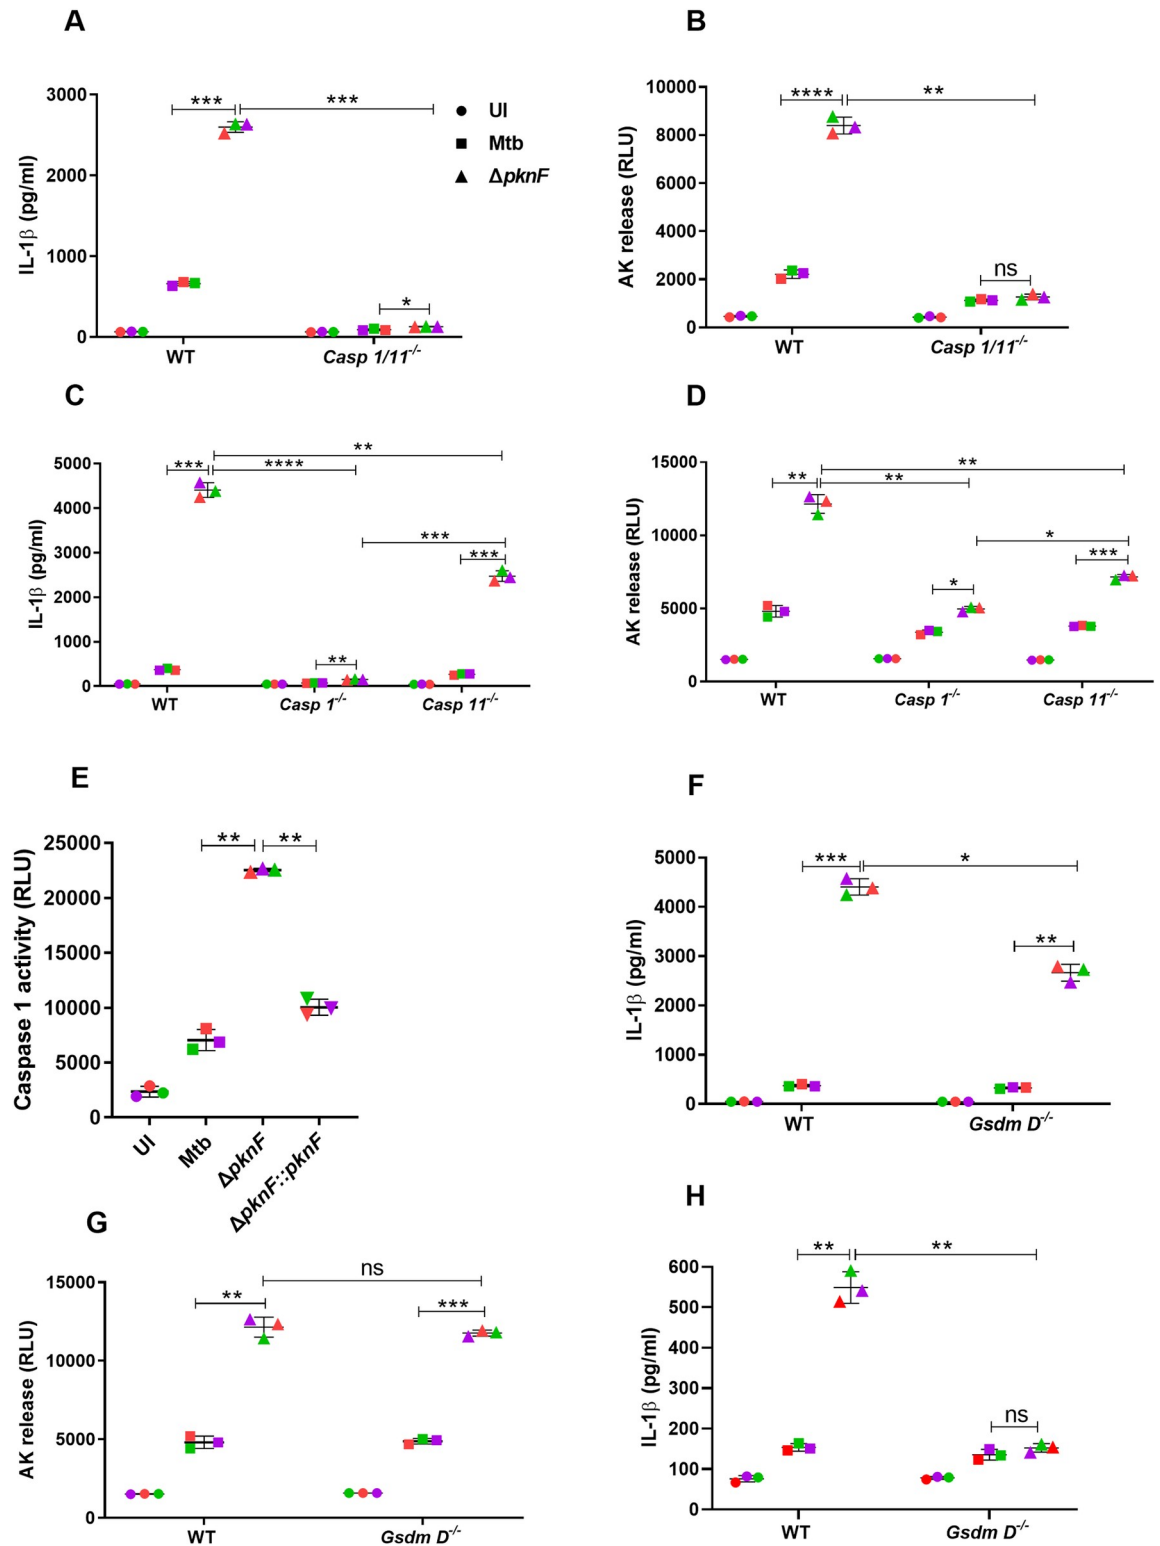 A
IL-1β (pg/ml)
3000
2000
1000
0
***
***
*
WT
Casp 1/11-/-
UI
Mtb
ΔpknF
B
AK release (RLU)
10000
8000
6000
4000
2000
0
****
**
ns
WT
Casp 1/11-/-
C
IL-1β (pg/ml)
5000
4000
3000
2000
1000
0
**
***
****
***
***
**
WT
Casp 1-/-
Casp 11-/-
D
AK release (RLU)
15000
10000
5000
0
**
**
**
*
***
*
WT
Casp 1-/-
Casp 11-/-
E
Caspase 1 activity (RLU)
25000
20000
15000
10000
5000
0
**
**
UI
Mtb
ΔpknF
ΔpknF::pknF
F
IL-1β (pg/ml)
5000
4000
3000
2000
1000
0
***
*
**
WT
Gsdm D-/-
G
AK release (RLU)
15000
10000
5000
0
ns
**
***
WT
Gsdm D-/-
H
IL-1β (pg/ml)
600
500
400
300
200
100
0
**
**
ns
WT
Gsdm D-/-